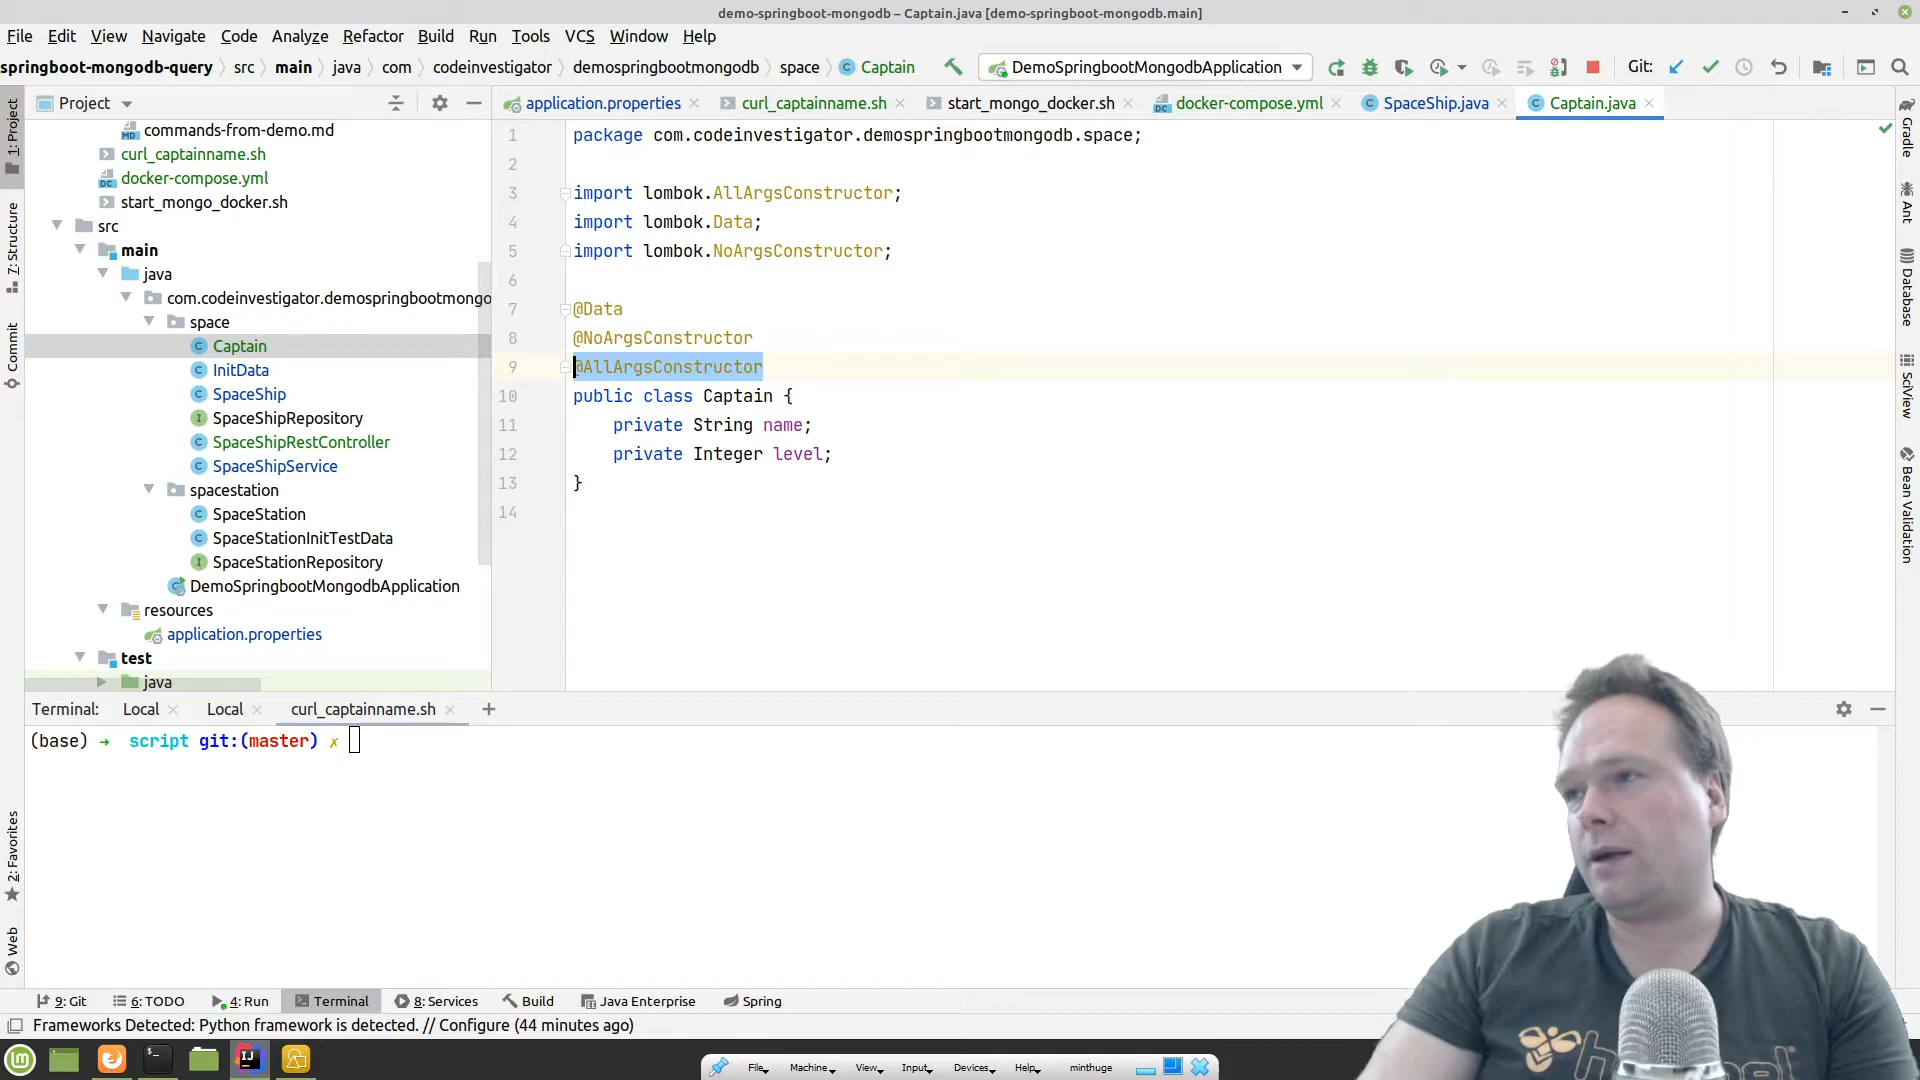 demo-springboot-mongodb – Captain.java [demo-springboot-mongodb.main]
File Edit View Navigate Code Analyze Refactor Build Run Tools VCS Window Help
springboot-mongodb-query src main java com codeinvestigator demospringbootmongodb space Captain DemoSpringbootMongodbApplication Git:
Project
application.properties curl_captainname.sh start_mongo_docker.sh docker-compose.yml SpaceShip.java Captain.java
commands-from-demo.md
curl_captainname.sh
docker-compose.yml
start_mongo_docker.sh
src
main
java
com.codeinvestigator.demospringbootmongo
space
Captain
InitData
SpaceShip
SpaceShipRepository
SpaceShipRestController
SpaceShipService
spacestation
SpaceStation
SpaceStationInitTestData
SpaceStationRepository
DemoSpringbootMongodbApplication
resources
application.properties
test
java
1 package com.codeinvestigator.demospringbootmongodb.space;
2
3 import lombok.AllArgsConstructor;
4 import lombok.Data;
5 import lombok.NoArgsConstructor;
6
7 @Data
8 @NoArgsConstructor
9 @AllArgsConstructor
10 public class Captain {
11 private String name;
12 private Integer level;
13 }
14
1: Project
7: Structure
Commit
2: Favorites
Web
Gradle
Ant
Database
SciView
Bean Validation
Terminal: Local Local curl_captainname.sh
(base) → script git:(master) ✗
9: Git 6: TODO 4: Run Terminal 8: Services Build Java Enterprise Spring
Frameworks Detected: Python framework is detected. // Configure (44 minutes ago)
File Machine View Input Devices Help minthuge